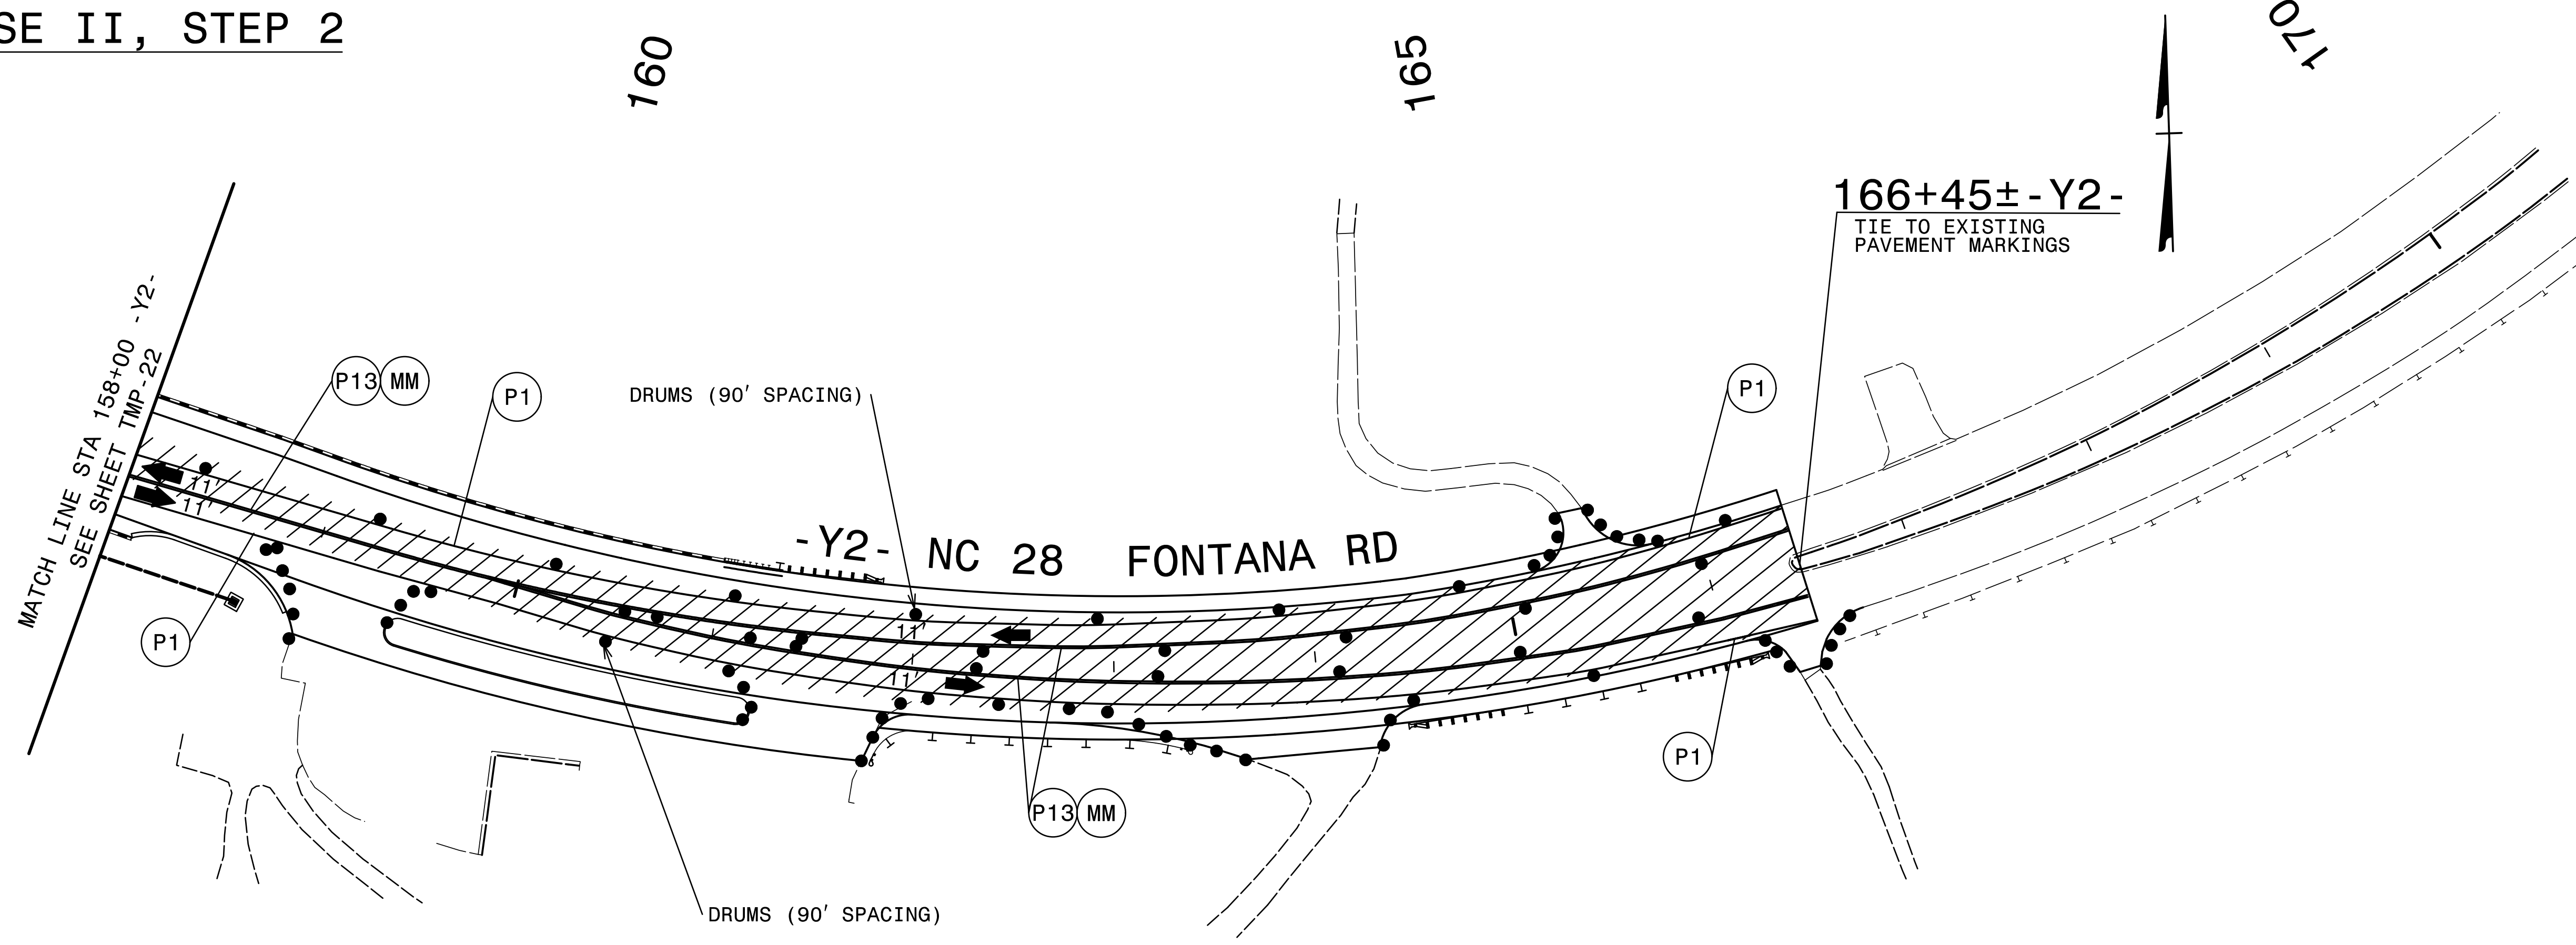 SE II, STEP 2
160
165
170
166+45±-Y2-
TIE TO EXISTING
PAVEMENT MARKINGS
MATCH LINE STA 158+00 -Y2-
SEE SHEET TMP-22
P13 MM
P1
DRUMS (90' SPACING)
P1
11'
11'
-Y2- NC 28 FONTANA RD
11'
11'
P1
P1
P13 MM
DRUMS (90' SPACING)